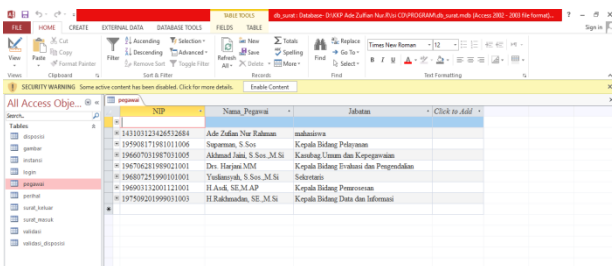 TABLE TOOLS
db_surat : Database- D:\KKP Ade Zulfian Nur.R\isi CD\PROGRAM\db_surat.mdb (Access 2002 - 2003 file format)...
FILE HOME CREATE EXTERNAL DATA DATABASE TOOLS FIELDS TABLE Sign in
View Paste Cut Copy Format Painter
Filter Ascending Descending Remove Sort Selection Advanced Toggle Filter
Refresh All New Save Delete Totals Spelling More
Find Replace Go To Select
Times New Roman 12
B I U A
Views Clipboard Sort & Filter Records Find Text Formatting
SECURITY WARNING Some active content has been disabled. Click for more details. Enable Content
All Access Obje...
Search..
Tables
disposisi
gambar
instansi
login
pegawai
perihal
surat_keluar
surat_masuk
validasi
validasi_disposisi
pegawai
NIP Nama_Pegawai Jabatan Click to Add
143103123426532684 Ade Zulfian Nur Rahman mahasiswa
195908171981011006 Suparman, S.Sos Kepala Bidang Pelayanan
196607031987031005 Akhmad Jaini, S.Sos.,M.Si Kasubag Umum dan Kepegawaian
196706281989021001 Drs. Harjani.MM Kepala Bidang Evaluasi dan Pengendalian
196807251990101001 Yusliansyah, S.Sos.,M.Si Sekretaris
196903132001121001 H.Asdi, SE,M.AP Kepala Bidang Pemrosesan
197509201999031003 H.Rakhmadan, SE.,M.Si Kepala Bidang Data dan Informasi